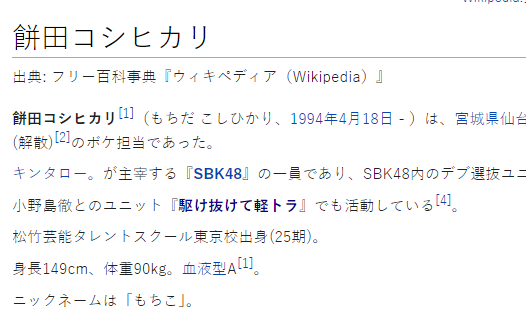 餅田コシヒカリ
出典: フリー百科事典『ウィキペディア（Wikipedia）』
餅田コシヒカリ[1]（もちだ こしひかり、1994年4月18日 - ）は、宮城県仙台
(解散)[2]のボケ担当であった。
キンタロー。が主宰する『SBK48』の一員であり、SBK48内のデブ選抜ユニ
小野島徹とのユニット『駆け抜けて軽トラ』でも活動している[4]。
松竹芸能タレントスクール東京校出身(25期)。
身長149cm、体重90kg。血液型A[1]。
ニックネームは「もちこ」。